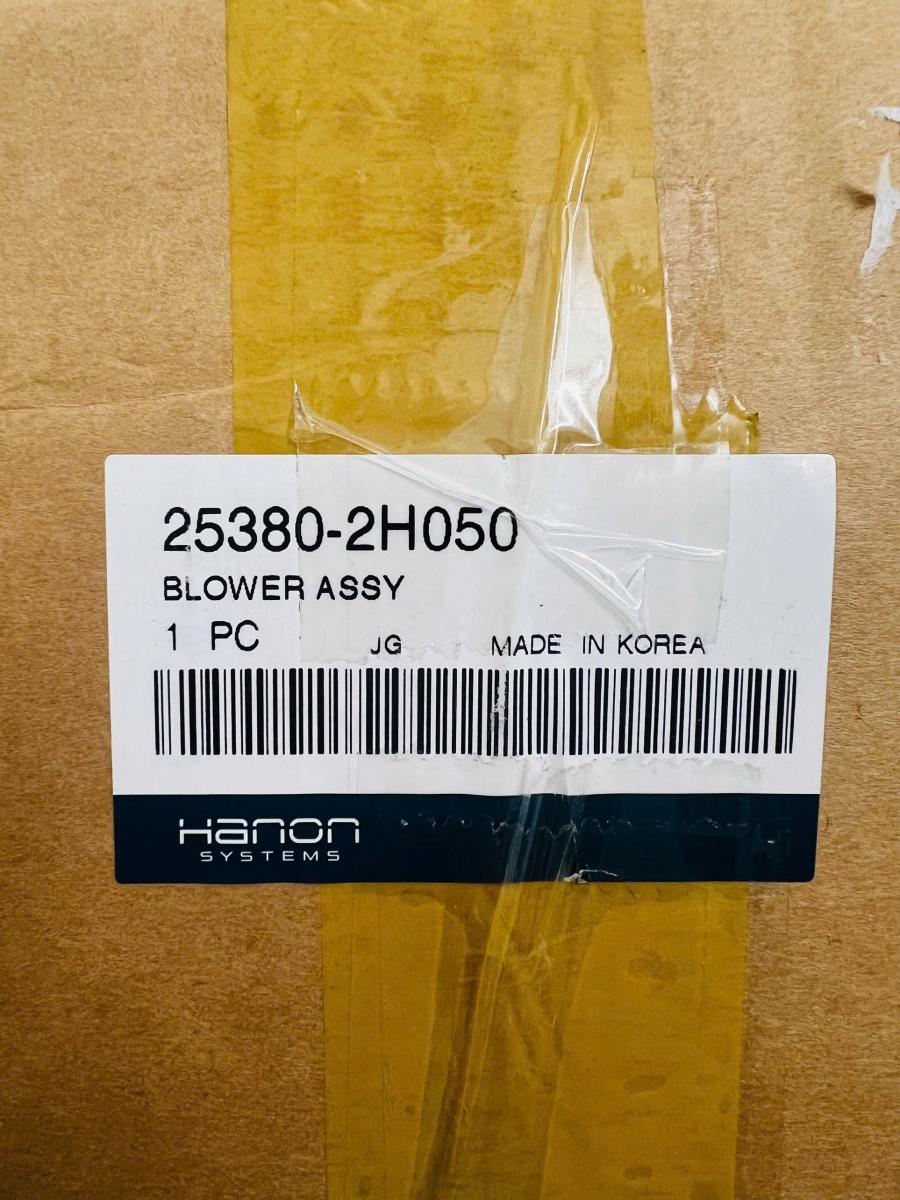 25380-2H050
BLOWER ASSY
1 PC JG MADE IN KOREA
Hanon
SYSTEMS